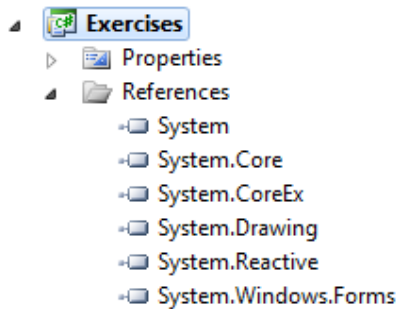 Exercises
Properties
References
System
System.Core
System.CoreEx
System.Drawing
System.Reactive
System.Windows.Forms